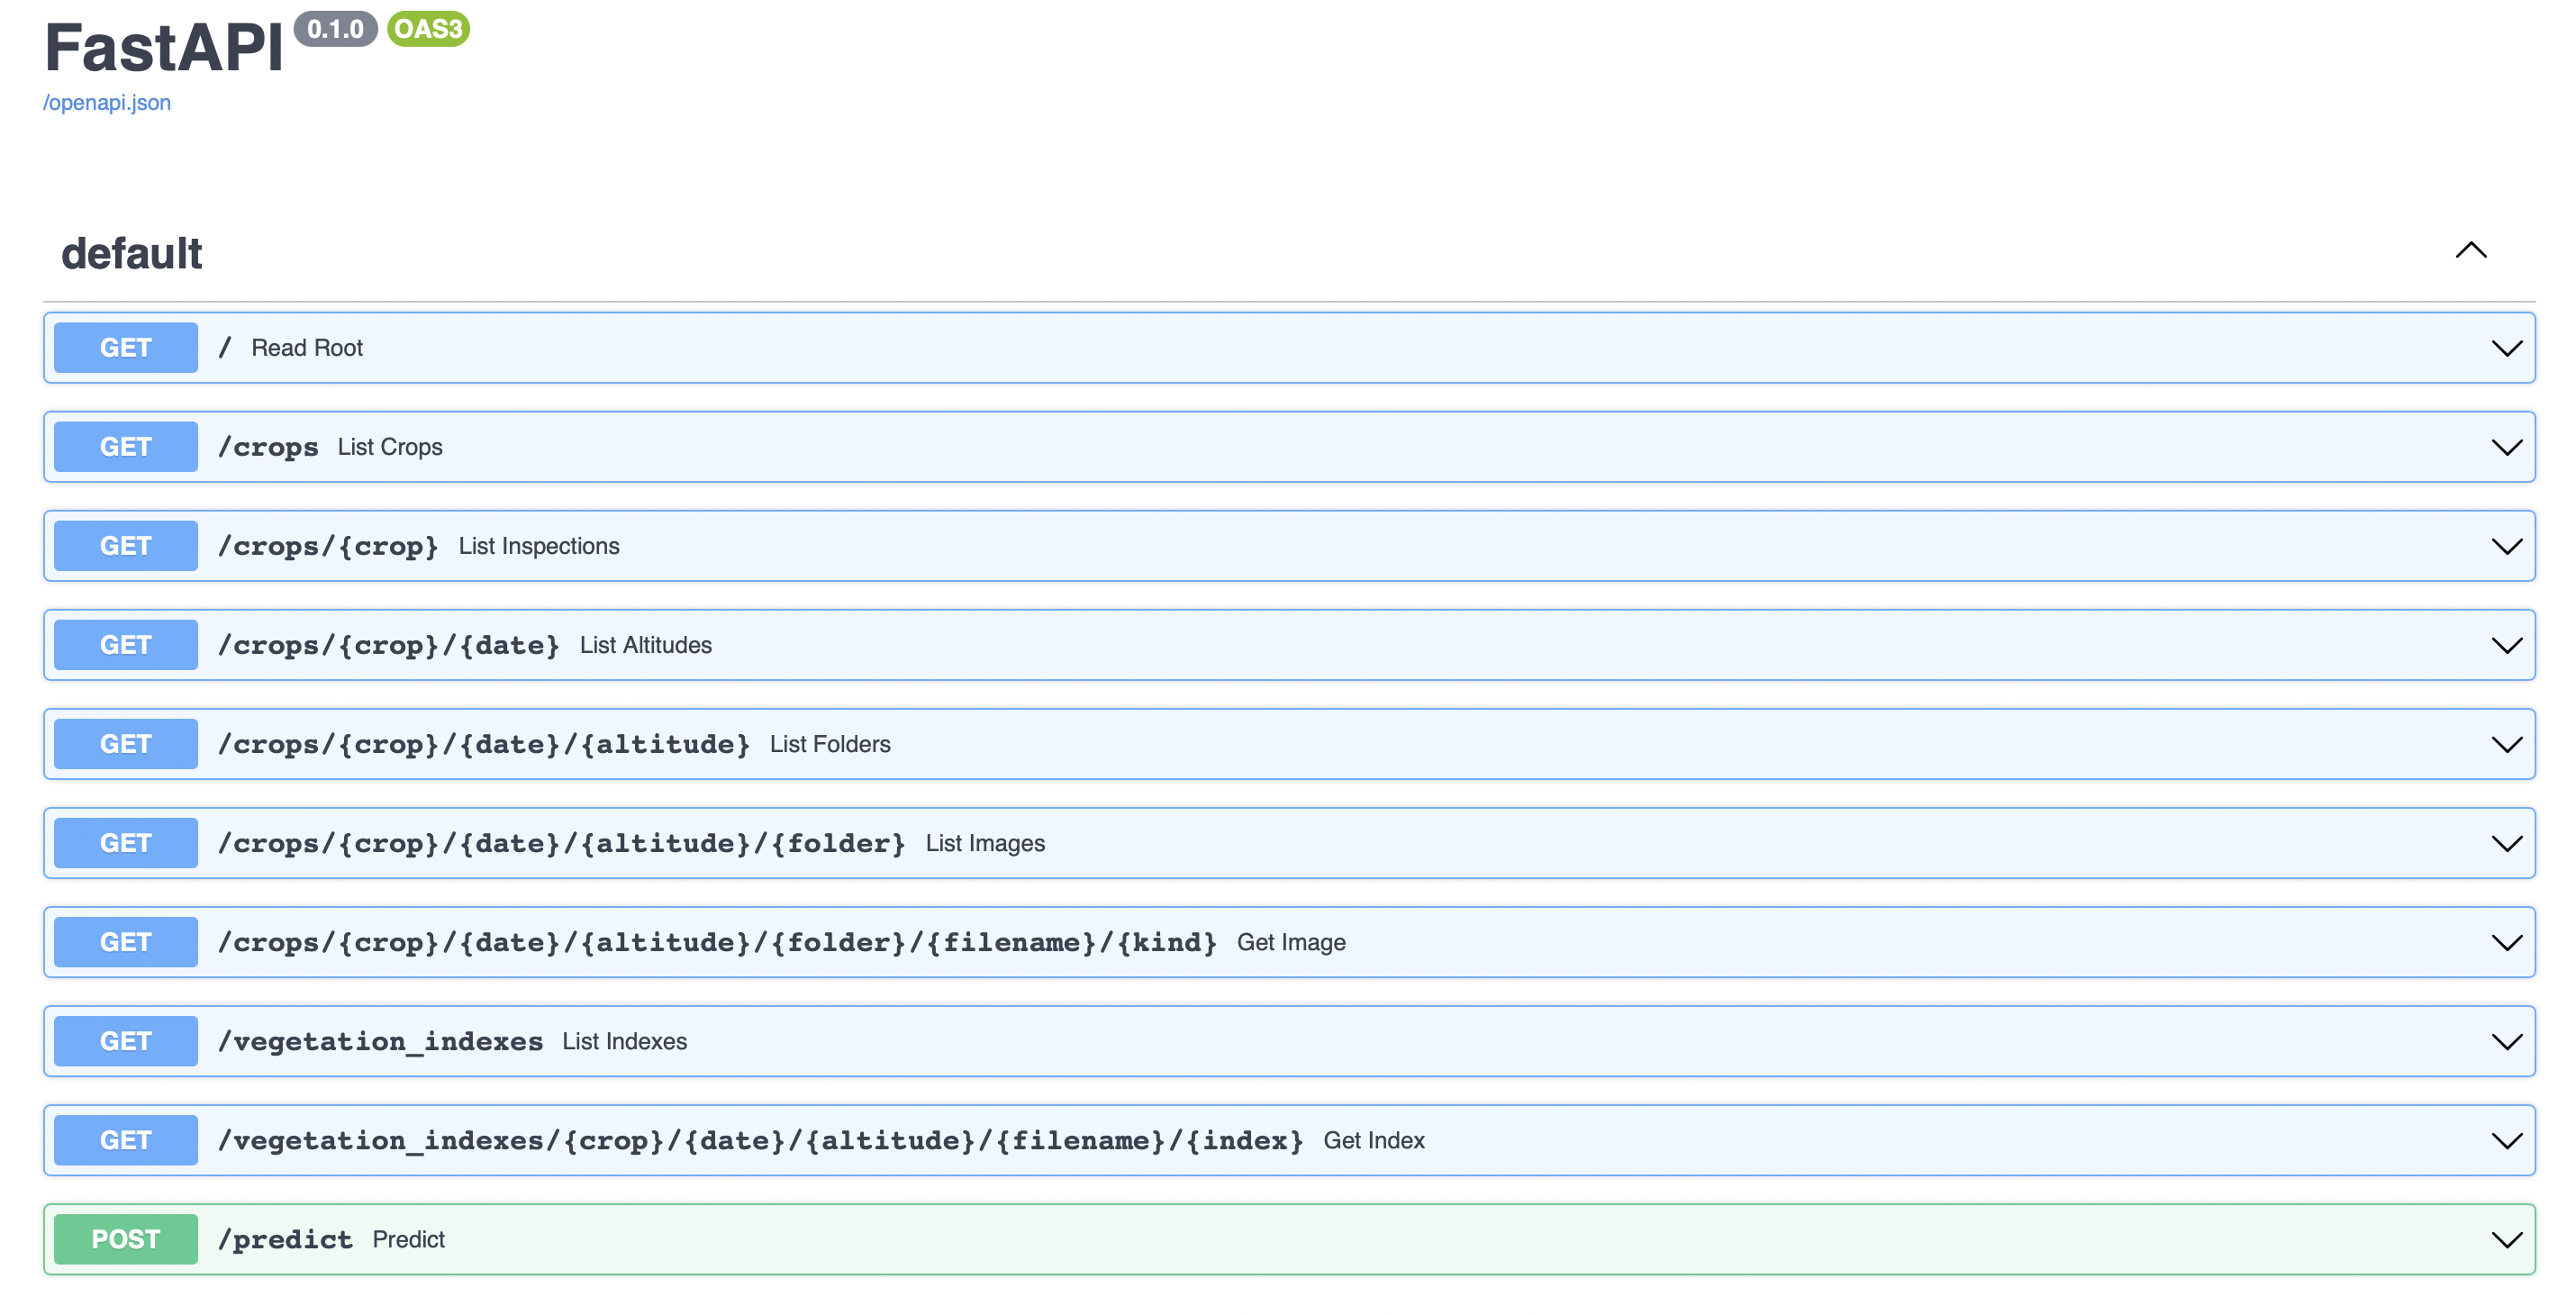 FastAPI 0.1.0 OAS3
/openapi.json
default
GET / Read Root
GET /crops List Crops
GET /crops/{crop} List Inspections
GET /crops/{crop}/{date} List Altitudes
GET /crops/{crop}/{date}/{altitude} List Folders
GET /crops/{crop}/{date}/{altitude}/{folder} List Images
GET /crops/{crop}/{date}/{altitude}/{folder}/{filename}/{kind} Get Image
GET /vegetation_indexes List Indexes
GET /vegetation_indexes/{crop}/{date}/{altitude}/{filename}/{index} Get Index
POST /predict Predict